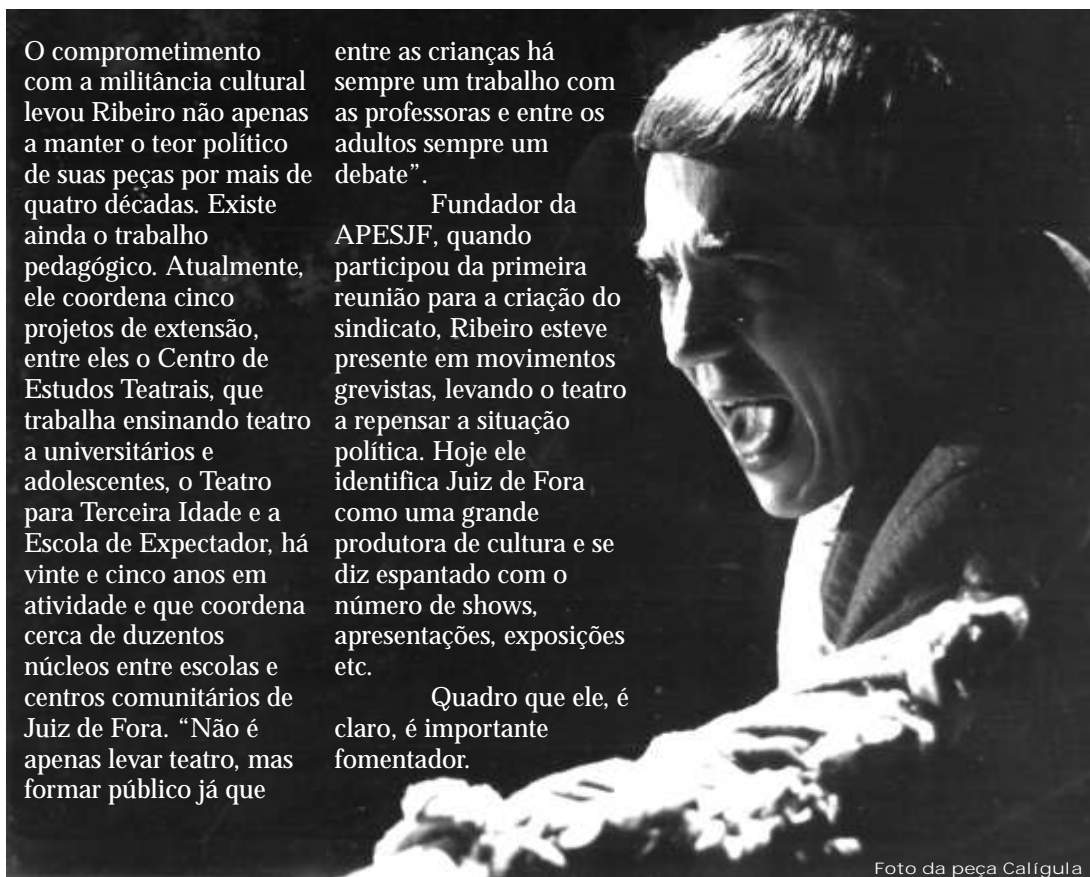 O comprometimento
com a militância cultural
levou Ribeiro não apenas
a manter o teor político
de suas peças por mais de
quatro décadas. Existe
ainda o trabalho
pedagógico. Atualmente,
ele coordena cinco
projetos de extensão,
entre eles o Centro de
Estudos Teatrais, que
trabalha ensinando teatro
a universitários e
adolescentes, o Teatro
para Terceira Idade e a
Escola de Expectador, há
vinte e cinco anos em
atividade e que coordena
cerca de duzentos
núcleos entre escolas e
centros comunitários de
Juiz de Fora. “Não é
apenas levar teatro, mas
formar público já que
entre as crianças há
sempre um trabalho com
as professoras e entre os
adultos sempre um
debate”.
Fundador da
APESJF, quando
participou da primeira
reunião para a criação do
sindicato, Ribeiro esteve
presente em movimentos
grevistas, levando o teatro
a repensar a situação
política. Hoje ele
identifica Juiz de Fora
como uma grande
produtora de cultura e se
diz espantado com o
número de shows,
apresentações, exposições
etc.
Quadro que ele, é
claro, é importante
fomentador.
Foto da peça Calígula